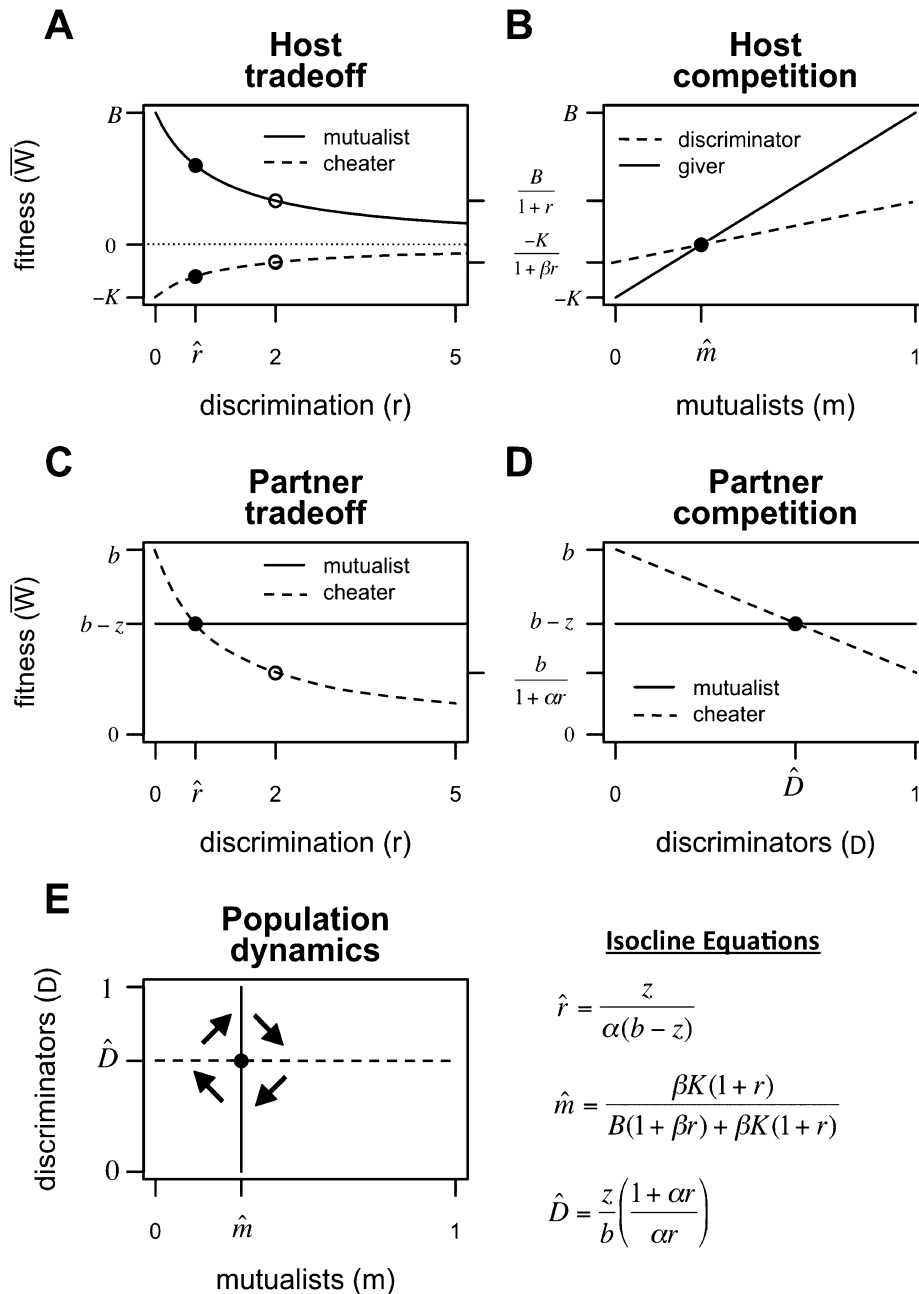 A
Host
tradeoff
fitness (W̅)
B
0
−K
mutualist
cheater
0
r̂
2
5
discrimination (r)
B
Host
competition
B
B/(1 + r)
−K/(1 + βr)
−K
discriminator
giver
0
m̂
1
mutualists (m)
C
Partner
tradeoff
fitness (W̅)
b
b − z
0
mutualist
cheater
0
r̂
2
5
discrimination (r)
D
Partner
competition
b
b − z
b/(1 + αr)
0
mutualist
cheater
0
D̂
1
discriminators (D)
E
Population
dynamics
discriminators (D)
1
D̂
0
0
m̂
1
mutualists (m)
Isocline Equations
r̂ = z/(α(b − z))
m̂ = βK(1 + r)/(B(1 + βr) + βK(1 + r))
D̂ = z/b((1 + αr)/(αr))